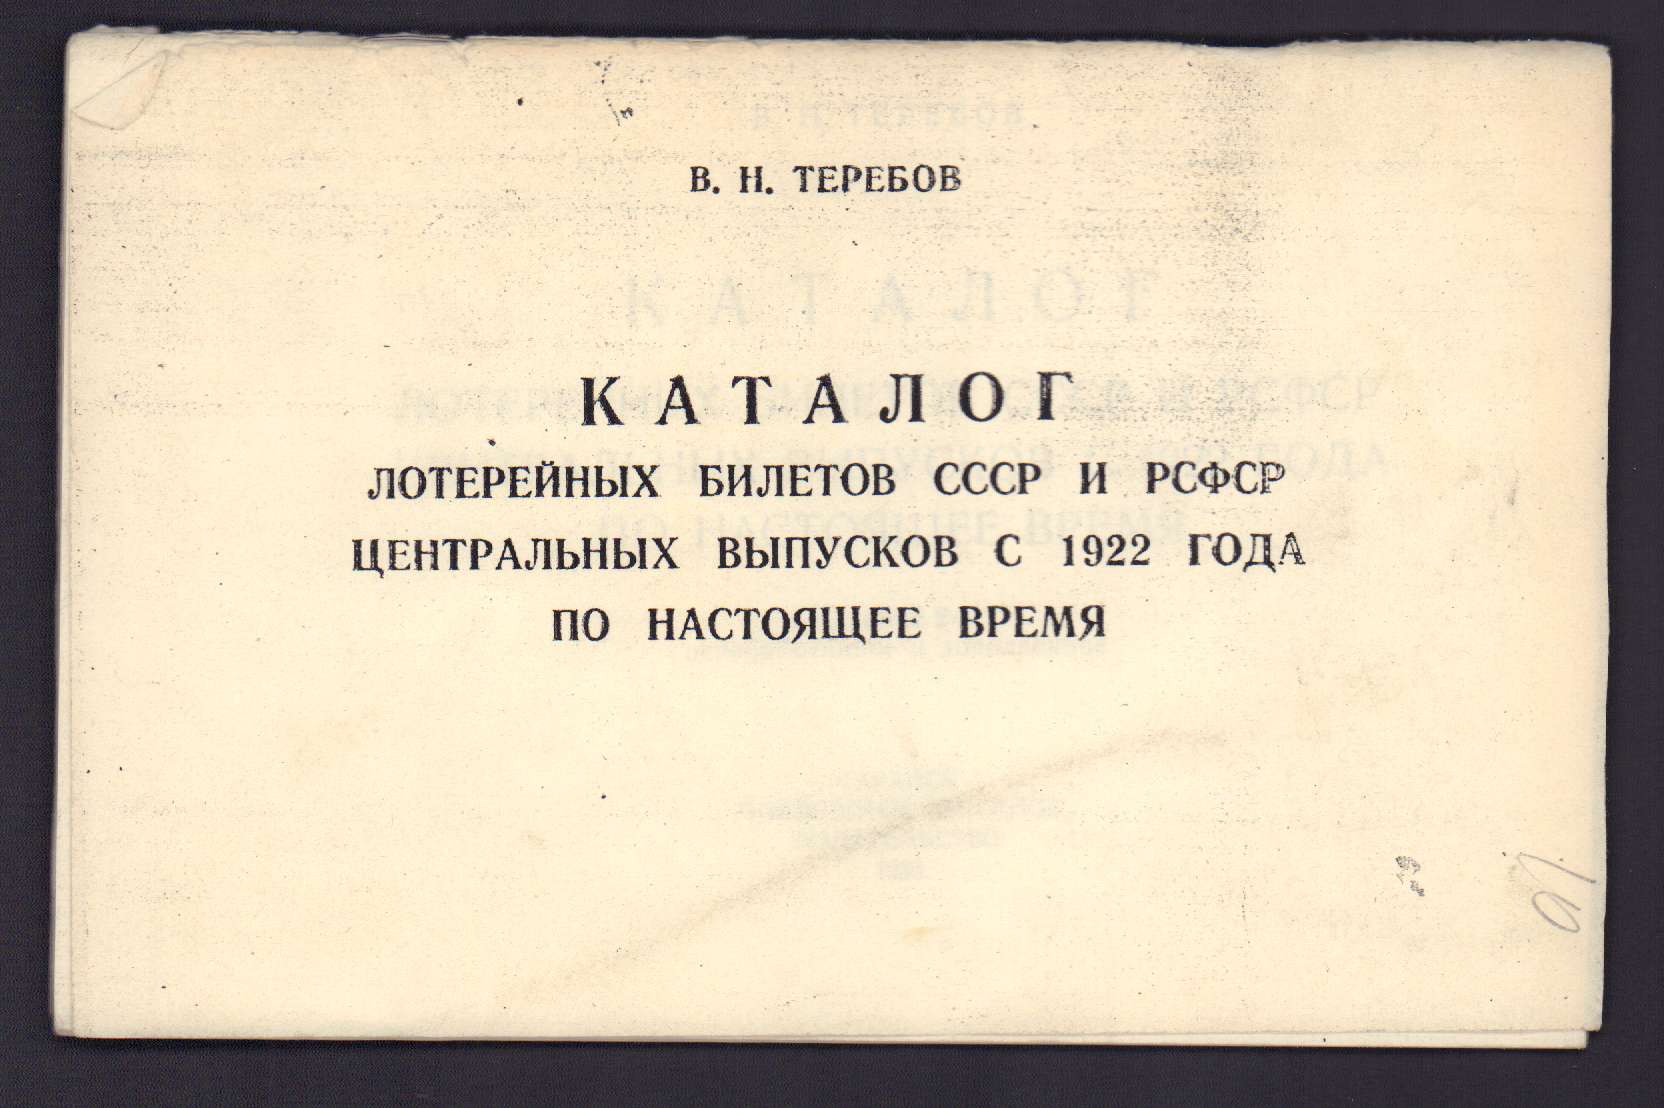 В. Н. ТЕРЕБОВ
КАТАЛОГ
ЛОТЕРЕЙНЫХ БИЛЕТОВ СССР И РСФСР
ЦЕНТРАЛЬНЫХ ВЫПУСКОВ С 1922 ГОДА
ПО НАСТОЯЩЕЕ ВРЕМЯ